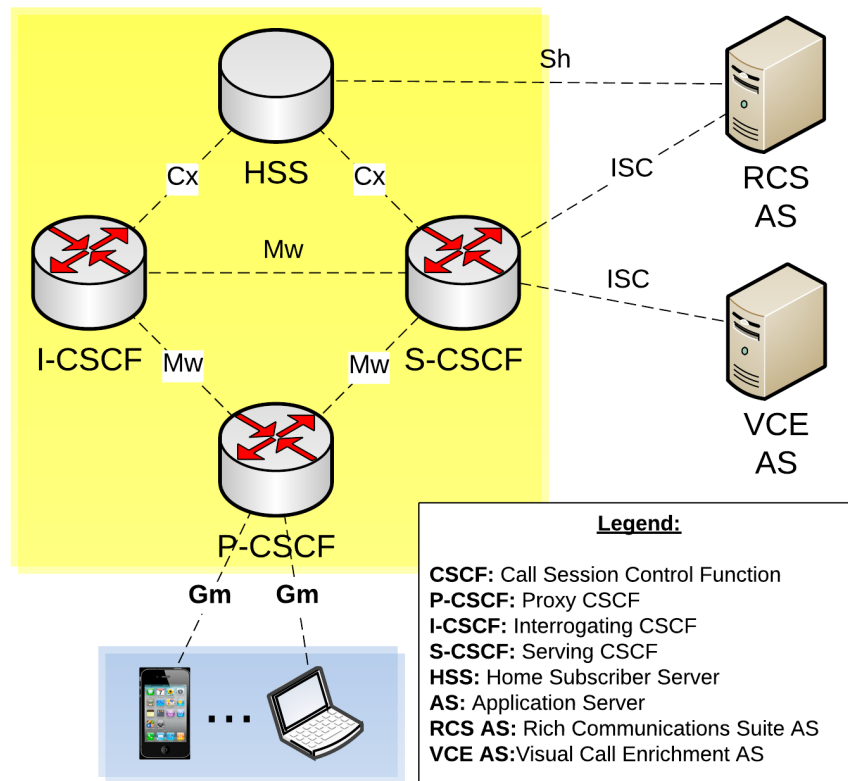 Sh
HSS
Cx
Cx
RCS
AS
ISC
Mw
I-CSCF
S-CSCF
ISC
Mw
Mw
VCE
AS
P-CSCF
Gm
Gm
...
Legend:
CSCF: Call Session Control Function
P-CSCF: Proxy CSCF
I-CSCF: Interrogating CSCF
S-CSCF: Serving CSCF
HSS: Home Subscriber Server
AS: Application Server
RCS AS: Rich Communications Suite AS
VCE AS:Visual Call Enrichment AS